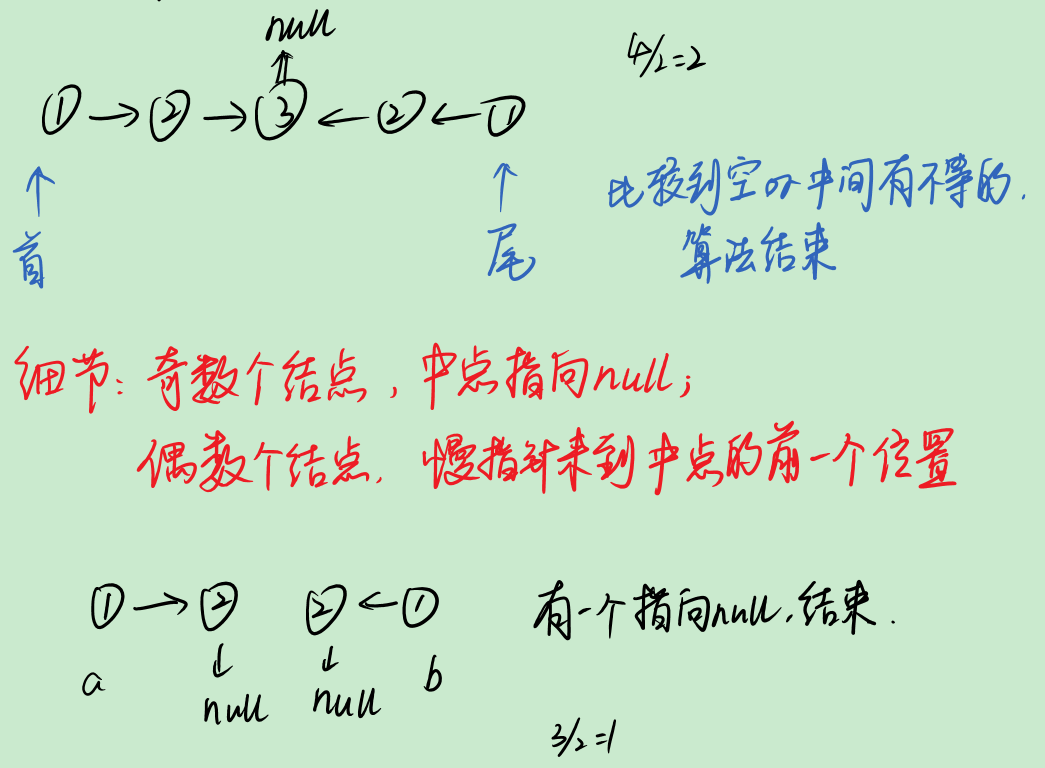 null
4/2=2
① → ② → ③ ← ② ← ①
比较到空or中间有不等的.
首 尾
算法结束
细节: 奇数个结点, 中点指向null;
偶数个结点, 慢指针来到中点的前一个位置
① → ② ② ← ① 有一个指向null,结束.
a null null b
3/2=1